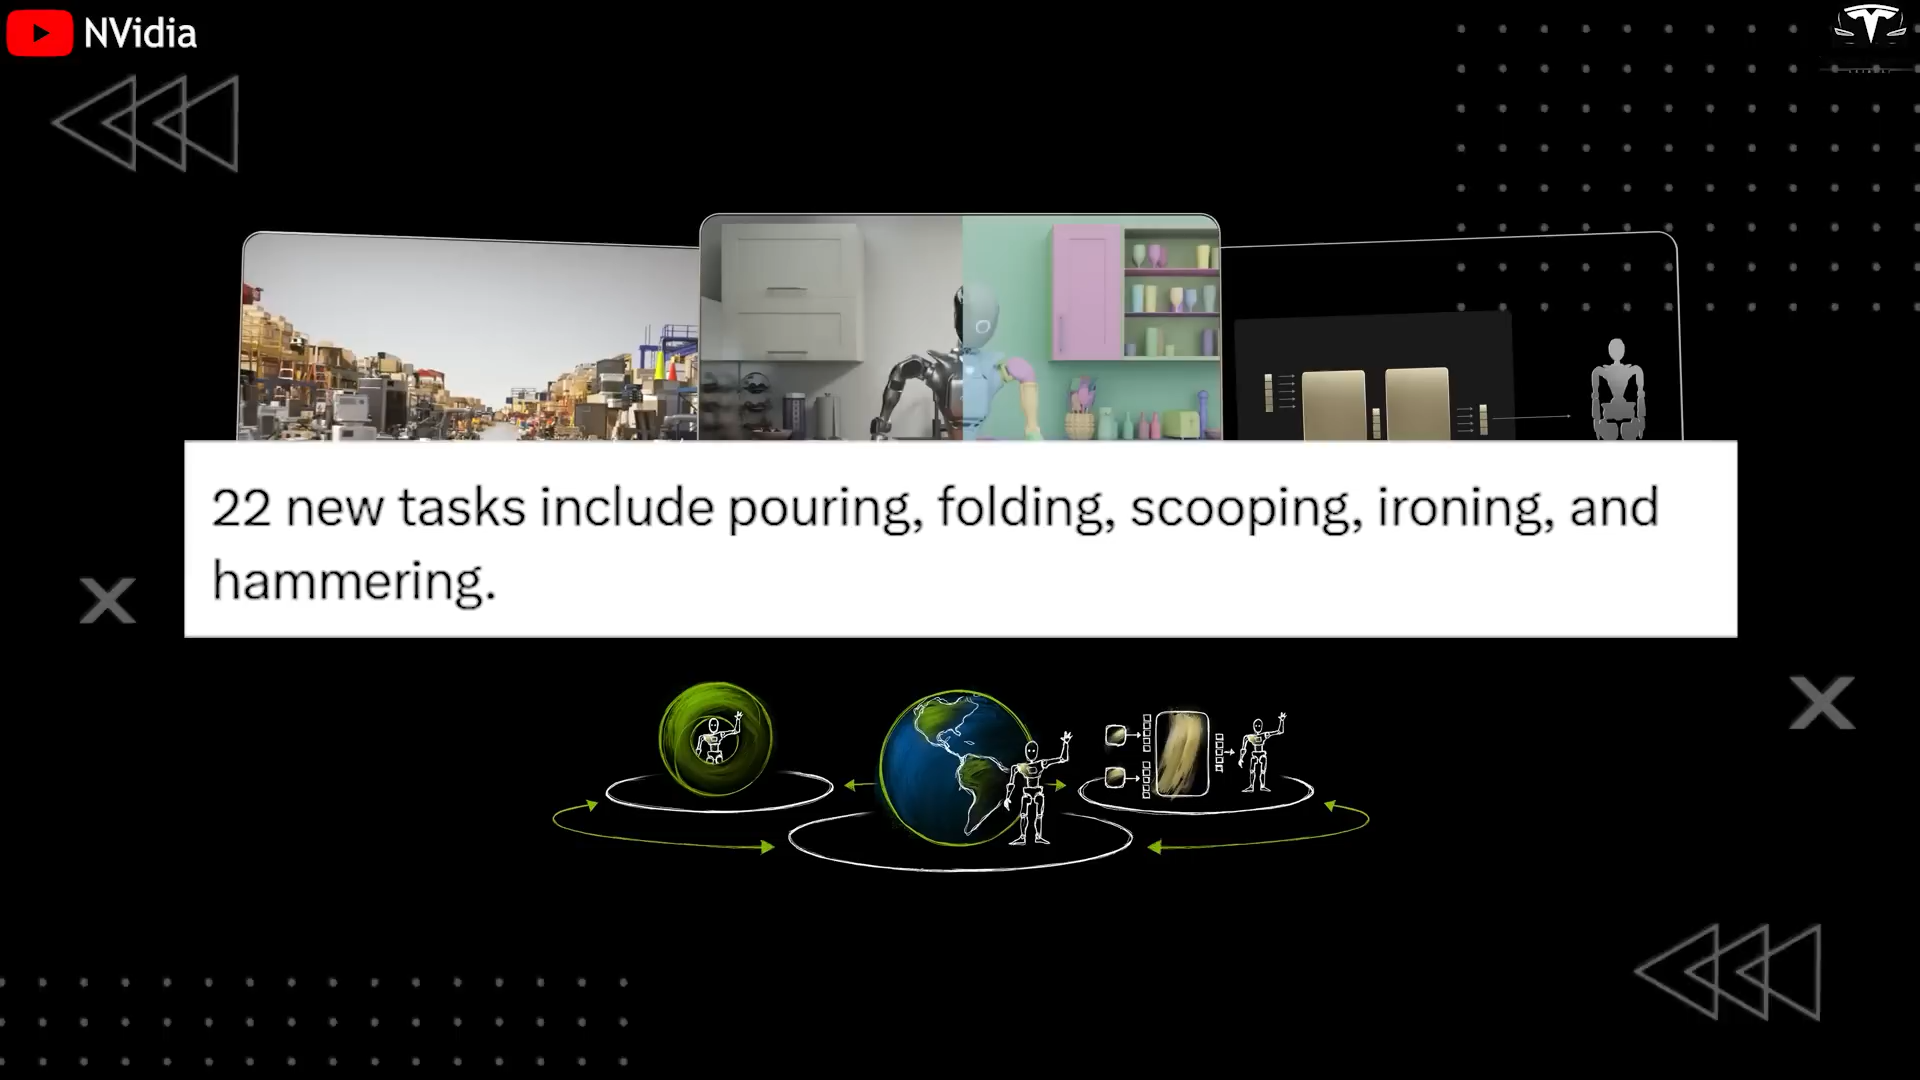 NVidia
22 new tasks include pouring, folding, scooping, ironing, and
hammering.